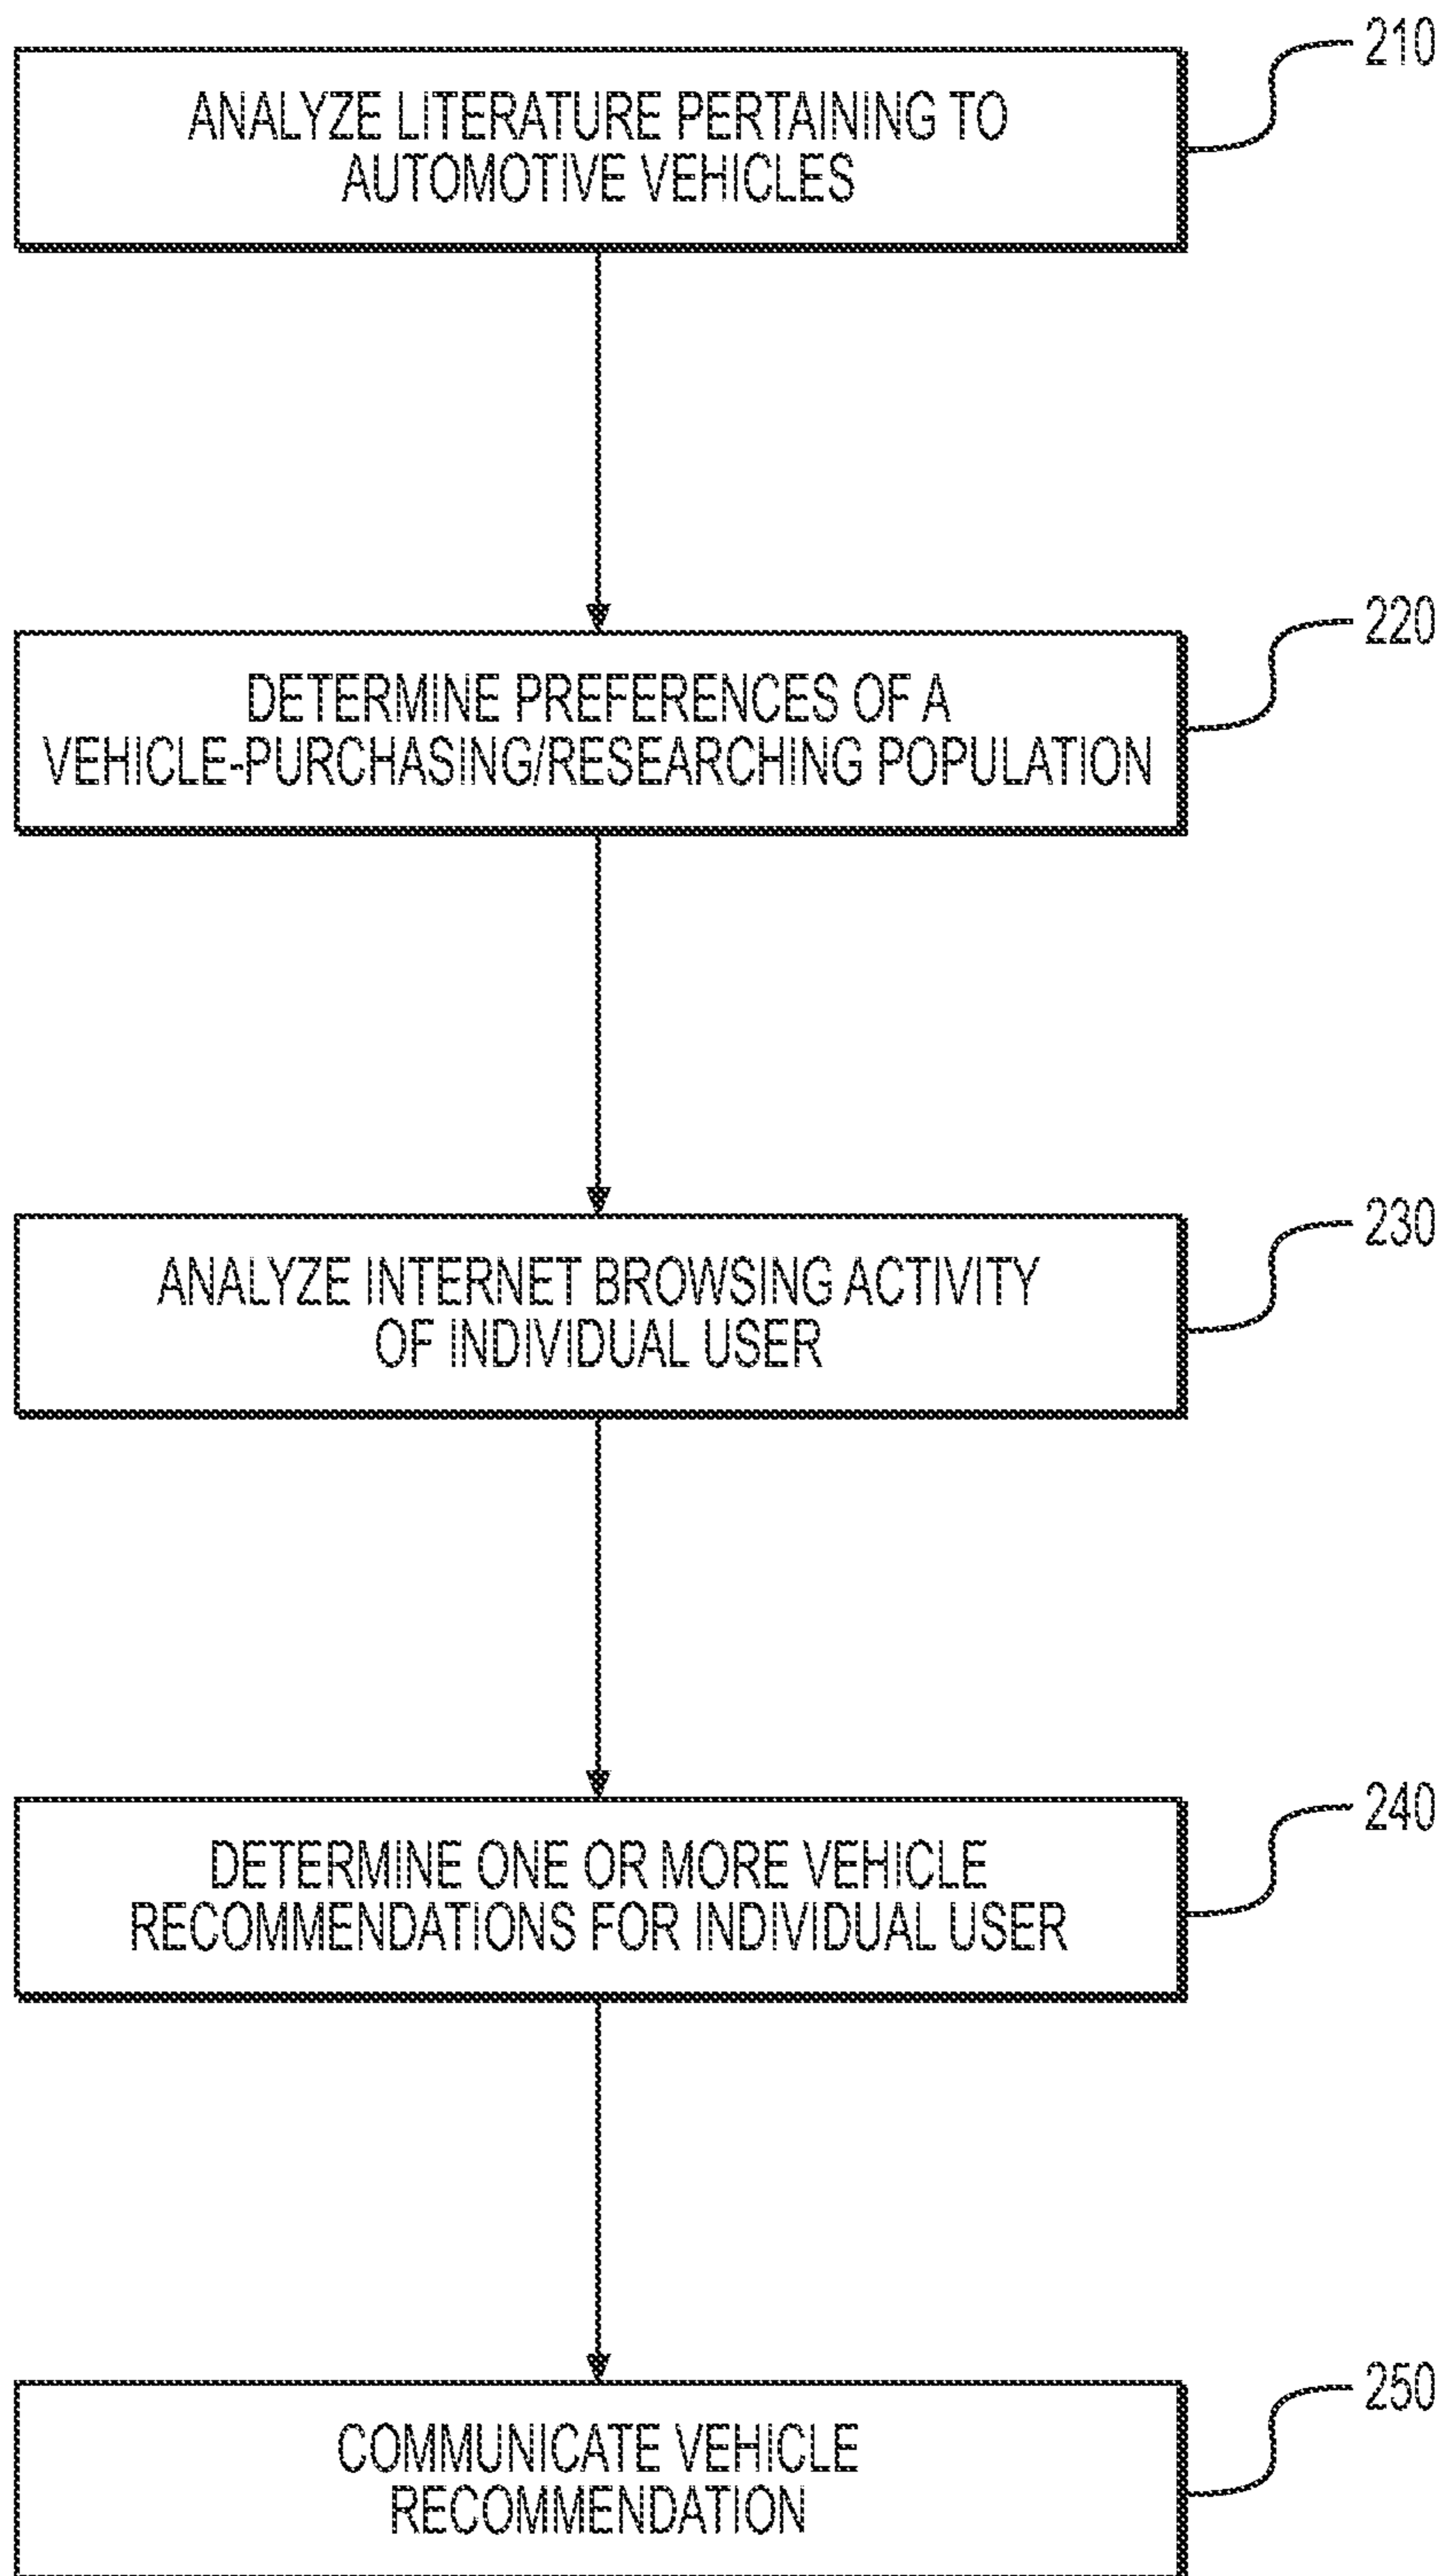 210
ANALYZE LITERATURE PERTAINING TO
AUTOMOTIVE VEHICLES
220
DETERMINE PREFERENCES OF A
VEHICLE-PURCHASING/RESEARCHING POPULATION
230
ANALYZE INTERNET BROWSING ACTIVITY
OF INDIVIDUAL USER
240
DETERMINE ONE OR MORE VEHICLE
RECOMMENDATIONS FOR INDIVIDUAL USER
250
COMMUNICATE VEHICLE
RECOMMENDATION